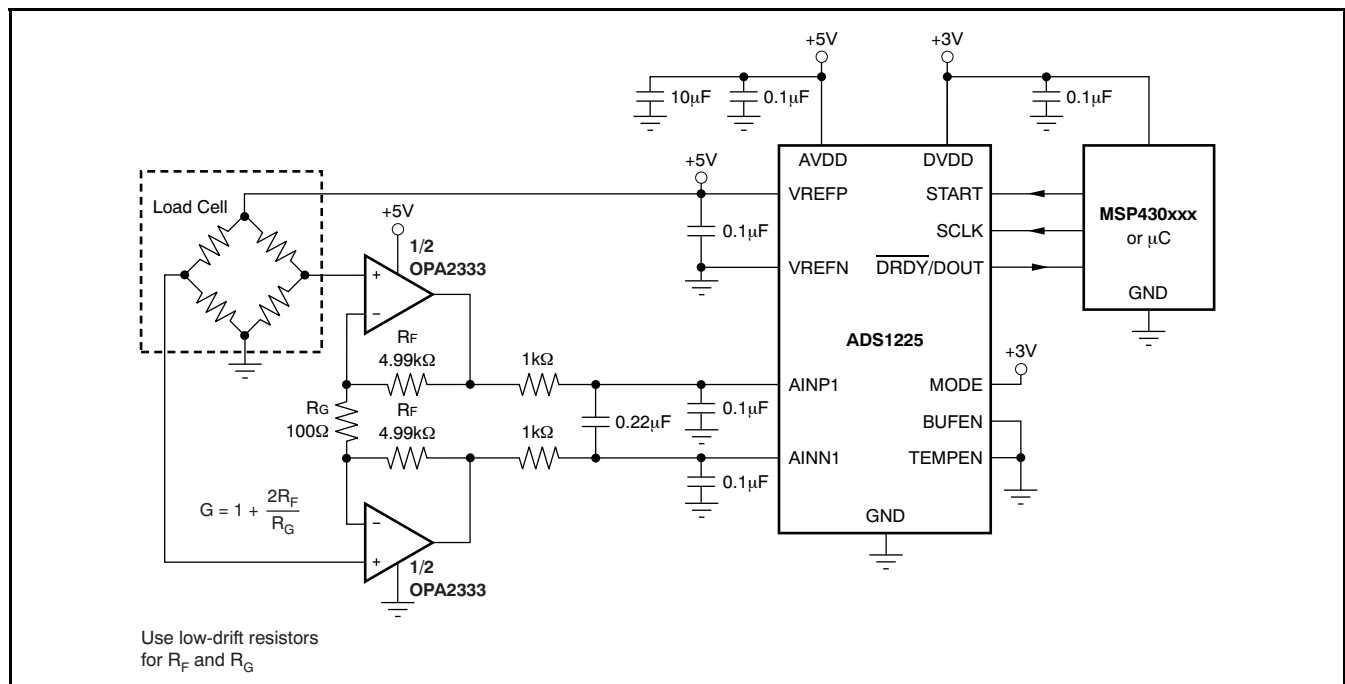 +5V
+3V
10μF
0.1μF
0.1μF
+5V
AVDD
DVDD
VREFP
START
MSP430xxx
or μC
Load Cell
+5V
1/2
OPA2333
0.1μF
SCLK
VREFN
DRDY/DOUT
GND
+
−
ADS1225
+3V
RF
4.99kΩ
1kΩ
AINP1
MODE
RG
100Ω
RF
4.99kΩ
0.22μF
0.1μF
BUFEN
1kΩ
AINN1
TEMPEN
0.1μF
G = 1 + 2RF
RG
−
+
GND
1/2
OPA2333
Use low-drift resistors
for RF and RG